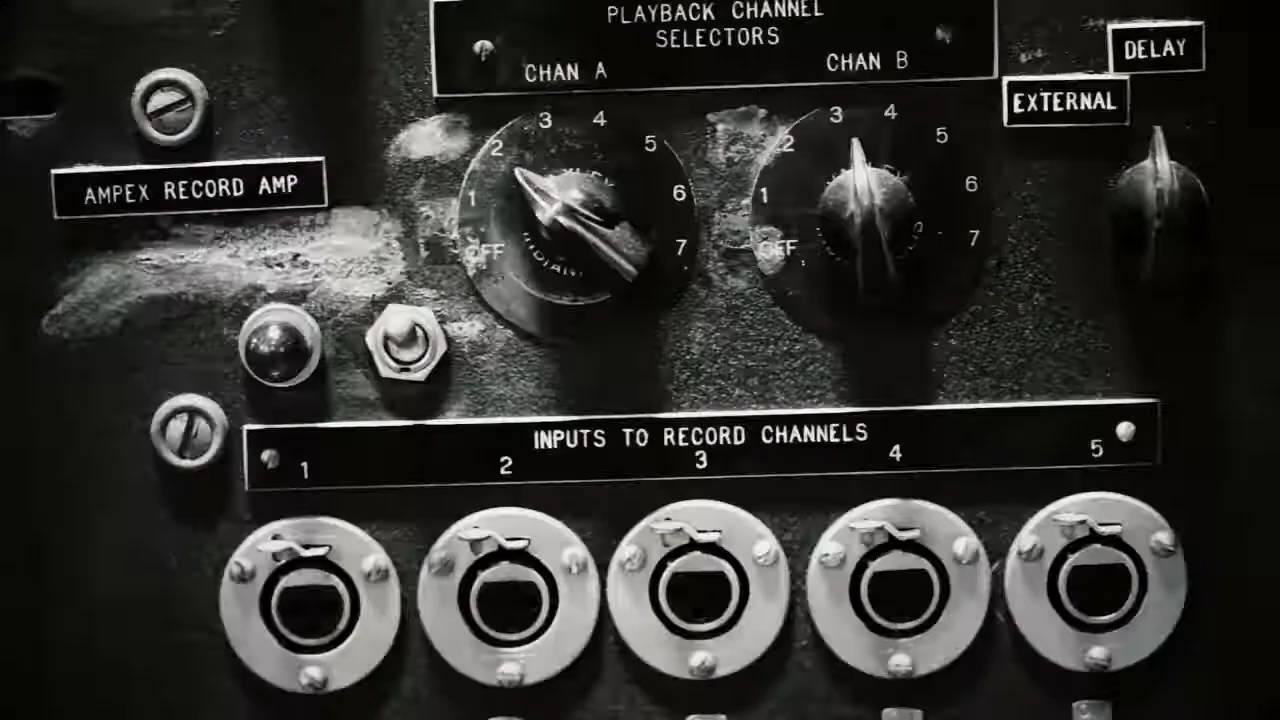 PLAYBACK CHANNEL
SELECTORS
CHAN A
CHAN B
DELAY
EXTERNAL
AMPEX RECORD AMP
OFF 1 2 3 4 5 6 7
OFF 1 2 3 4 5 6 7
INPUTS TO RECORD CHANNELS
1 2 3 4 5